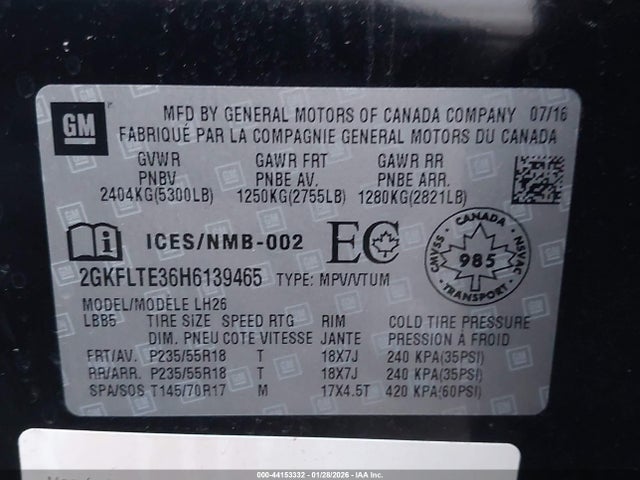 GM
MFD BY GENERAL MOTORS OF CANADA COMPANY 07/16
FABRIQUÉ PAR LA COMPAGNIE GENERAL MOTORS DU CANADA
GVWR GAWR FRT GAWR RR
PNBV PNBE AV. PNBE ARR.
2404KG(5300LB) 1250KG(2755LB) 1280KG(2821LB)
ICES/NMB-002 EC
CANADA
CMVSS 985 NSVAC
TRANSPORT
2GKFLTE36H6139465 TYPE: MPV/VTUM
MODEL/MODÈLE LH26
LBB5 TIRE SIZE SPEED RTG RIM COLD TIRE PRESSURE
DIM. PNEU COTE VITESSE JANTE PRESSION À FROID
FRT/AV. P235/55R18 T 18X7J 240 KPA(35PSI)
RR/ARR. P235/55R18 T 18X7J 240 KPA(35PSI)
SPA/SOS T145/70R17 M 17X4.5T 420 KPA(60PSI)
000-44153332 - 01/28/2026 - IAA Inc.